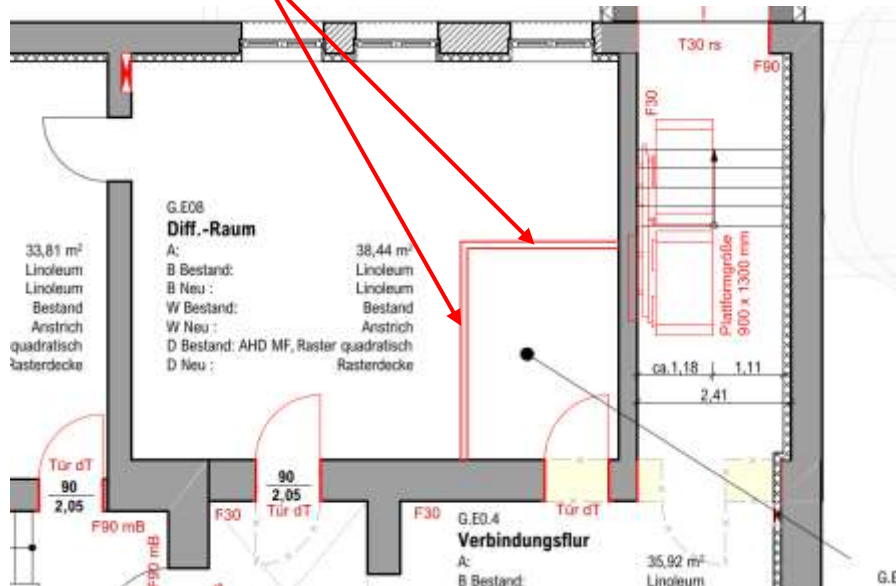 T30 rs
F90
F30
G.E08
Diff.-Raum
A: 38,44 m²
B Bestand: Linoleum
B Neu : Linoleum
W Bestand: Bestand
W Neu : Anstrich
D Bestand: AHD MF, Raster quadratisch
D Neu : Rasterdecke
33,81 m²
Linoleum
Linoleum
Bestand
Anstrich
quadratisch
Rasterdecke
Plattformgröße
900 x 1300 mm
ca.1,18
1,11
2,41
Tür dT
90
2,05
F90 mB
F90 mB
F30
90
2,05
Tür dT
F30
Tür dT
G.E0.4
Verbindungsflur
A: 35,92 m²
B Bestand: Linoleum